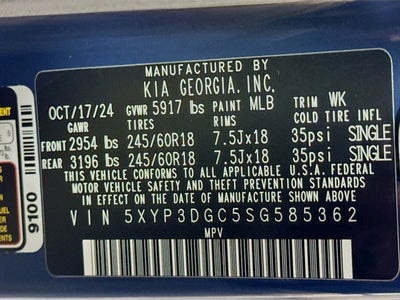 MANUFACTURED BY
KIA GEORGIA, INC.
OCT/17/24 GVWR 5917 lbs PAINT MLB TRIM WK
GAWR TIRES RIMS COLD TIRE INFL
FRONT 2954 lbs 245/60R18 7.5Jx18 35psi SINGLE
REAR 3196 lbs 245/60R18 7.5Jx18 35psi SINGLE
THIS VEHICLE CONFORMS TO ALL APPLICABLE U.S.A. FEDERAL
MOTOR VEHICLE SAFETY AND THEFT PREVENTION STANDARDS
IN EFFECT ON THE DATE OF MANUFACTURE SHOWN ABOVE
VIN 5XYP3DGC5SG585362
MPV
9100